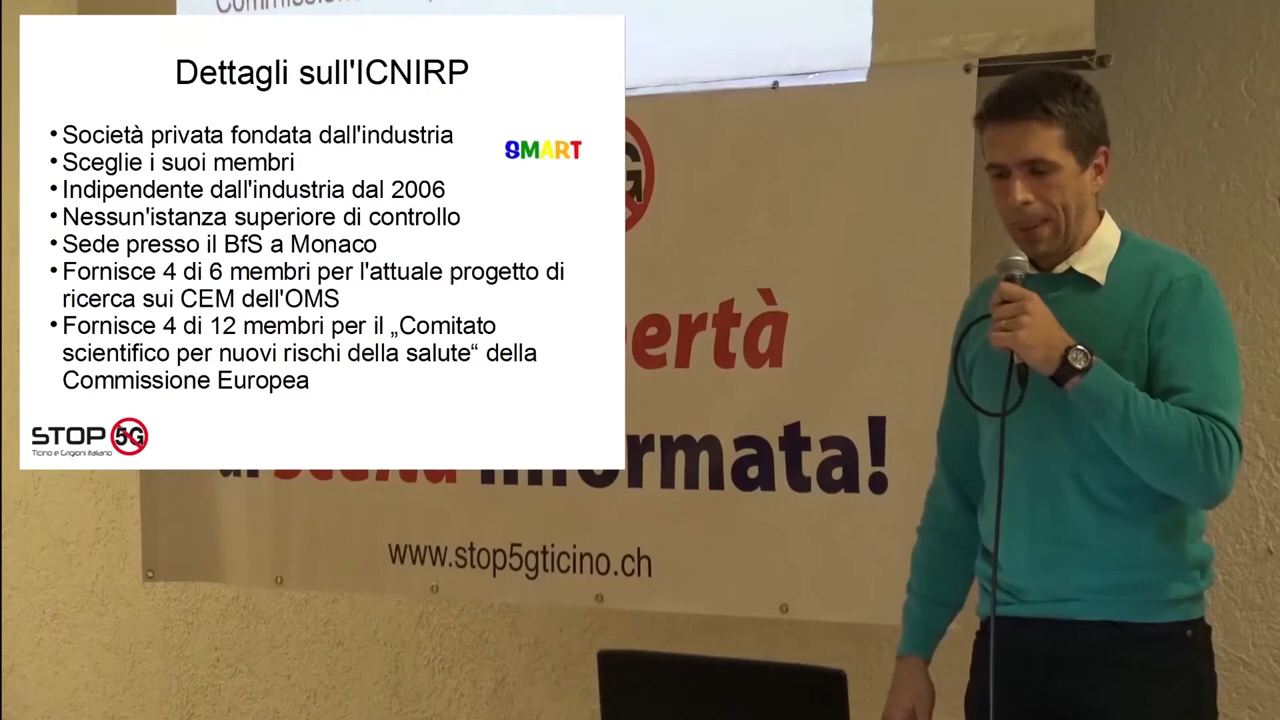 Dettagli sull'ICNIRP
• Società privata fondata dall'industria
SMART
• Sceglie i suoi membri
• Indipendente dall'industria dal 2006
• Nessun'istanza superiore di controllo
• Sede presso il BfS a Monaco
• Fornisce 4 di 6 membri per l'attuale progetto di
ricerca sui CEM dell'OMS
• Fornisce 4 di 12 membri per il „Comitato
scientifico per nuovi rischi della salute“ della
Commissione Europea
STOP 5G
Ticino e Grigioni italiano
ertà
rmata!
www.stop5gticino.ch